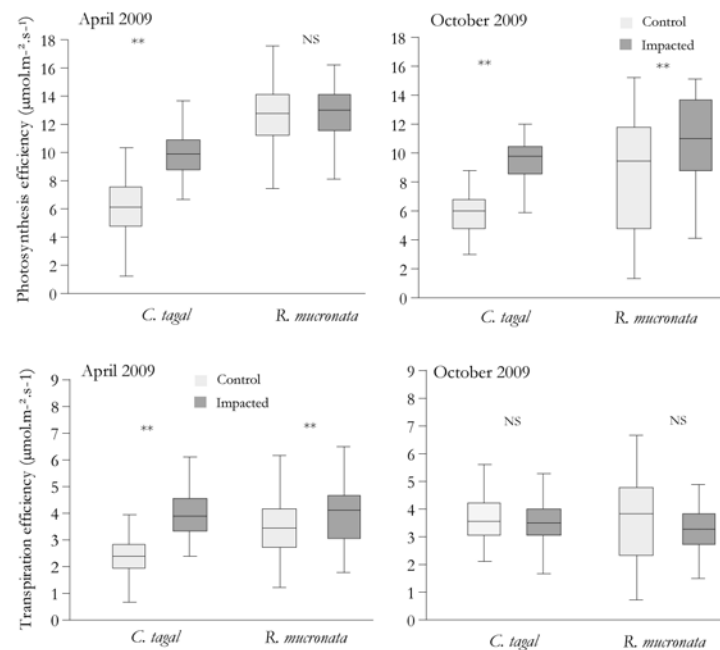 April 2009
**
NS
18
16
14
12
10
8
6
4
2
0
Photosynthesis efficiency (µmol.m-².s-¹)
C. tagal
R. mucronata
October 2009
Control
Impacted
**
**
18
16
14
12
10
8
6
4
2
0
C. tagal
R. mucronata
April 2009
Control
Impacted
**
**
9
8
7
6
5
4
3
2
1
0
Transpiration efficiency (µmol.m-².s-1)
C. tagal
R. mucronata
October 2009
NS
NS
9
8
7
6
5
4
3
2
1
0
C. tagal
R. mucronata